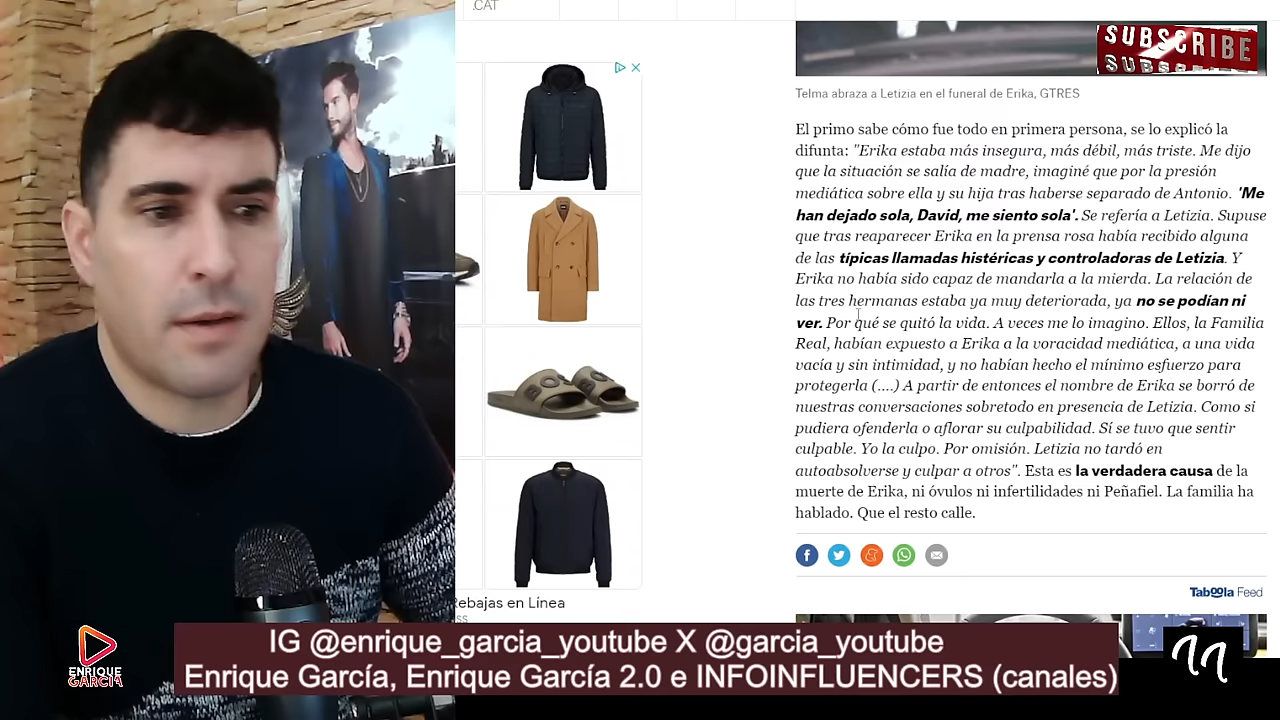 .CAT
SUBSCRIBE
Telma abraza a Letizia en el funeral de Erika, GTRES
El primo sabe cómo fue todo en primera persona, se lo explicó la
difunta: "Erika estaba más insegura, más débil, más triste. Me dijo
que la situación se salía de madre, imaginé que por la presión
mediática sobre ella y su hija tras haberse separado de Antonio. 'Me
han dejado sola, David, me siento sola'. Se refería a Letizia. Supuse
que tras reaparecer Erika en la prensa rosa había recibido alguna
de las típicas llamadas histéricas y controladoras de Letizia. Y
Erika no había sido capaz de mandarla a la mierda. La relación de
las tres hermanas estaba ya muy deteriorada, ya no se podían ni
ver. Por qué se quitó la vida. A veces me lo imagino. Ellos, la Familia
Real, habían expuesto a Erika a la voracidad mediática, a una vida
vacía y sin intimidad, y no habían hecho el mínimo esfuerzo para
protegerla (....) A partir de entonces el nombre de Erika se borró de
nuestras conversaciones sobretodo en presencia de Letizia. Como si
pudiera ofenderla o aflorar su culpabilidad. Sí se tuvo que sentir
culpable. Yo la culpo. Por omisión. Letizia no tardó en
autoabsolverse y culpar a otros". Esta es la verdadera causa de la
muerte de Erika, ni óvulos ni infertilidades ni Peñafiel. La familia ha
hablado. Que el resto calle.
Taboola Feed
Rebajas en Línea
IG @enrique_garcia_youtube X @garcia_youtube
Enrique García, Enrique García 2.0 e INFOINFLUENCERS (canales)
ENRIQUE
GARCÍA